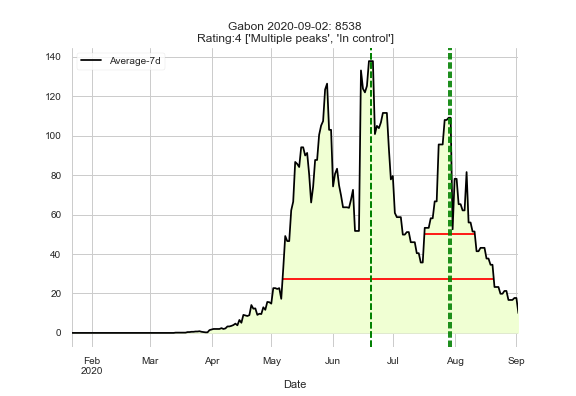 Gabon 2020-09-02: 8538
Rating:4 ['Multiple peaks', 'In control']
Average-7d
140
120
100
80
60
40
20
0
Feb Mar Apr May Jun Jul Aug Sep
2020
Date